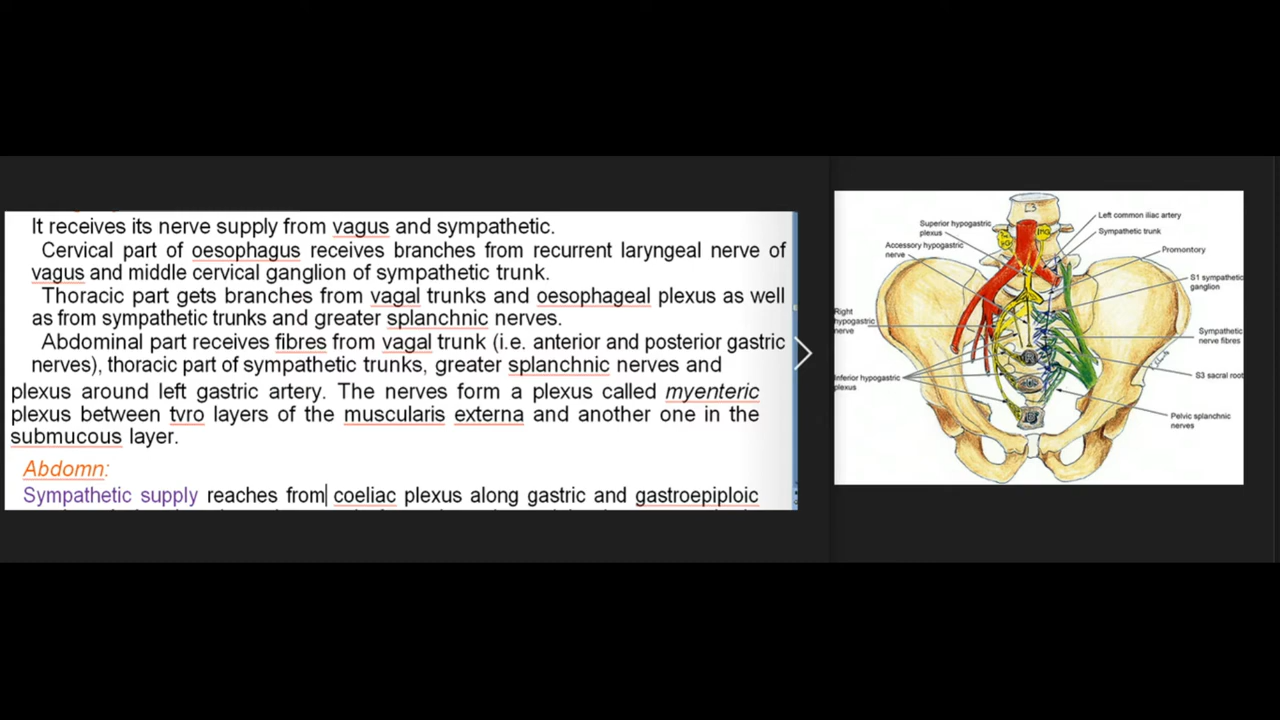 It receives its nerve supply from vagus and sympathetic.
Cervical part of oesophagus receives branches from recurrent laryngeal nerve of
vagus and middle cervical ganglion of sympathetic trunk.
Thoracic part gets branches from vagal trunks and oesophageal plexus as well
as from sympathetic trunks and greater splanchnic nerves.
Abdominal part receives fibres from vagal trunk (i.e. anterior and posterior gastric
nerves), thoracic part of sympathetic trunks, greater splanchnic nerves and
plexus around left gastric artery. The nerves form a plexus called myenteric
plexus between tyro layers of the muscularis externa and another one in the
submucous layer.
Abdomn:
Sympathetic supply reaches from coeliac plexus along gastric and gastroepiploic
L3
Superior hypogastric
plexus
Accessory hypogastric
nerve
Right
hypogastric
nerve
Inferior hypogastric
plexus
Left common iliac artery
Sympathetic trunk
Promontory
S1 sympathetic
ganglion
Sympathetic
nerve fibres
S3 sacral root
Pelvic splanchnic
nerves